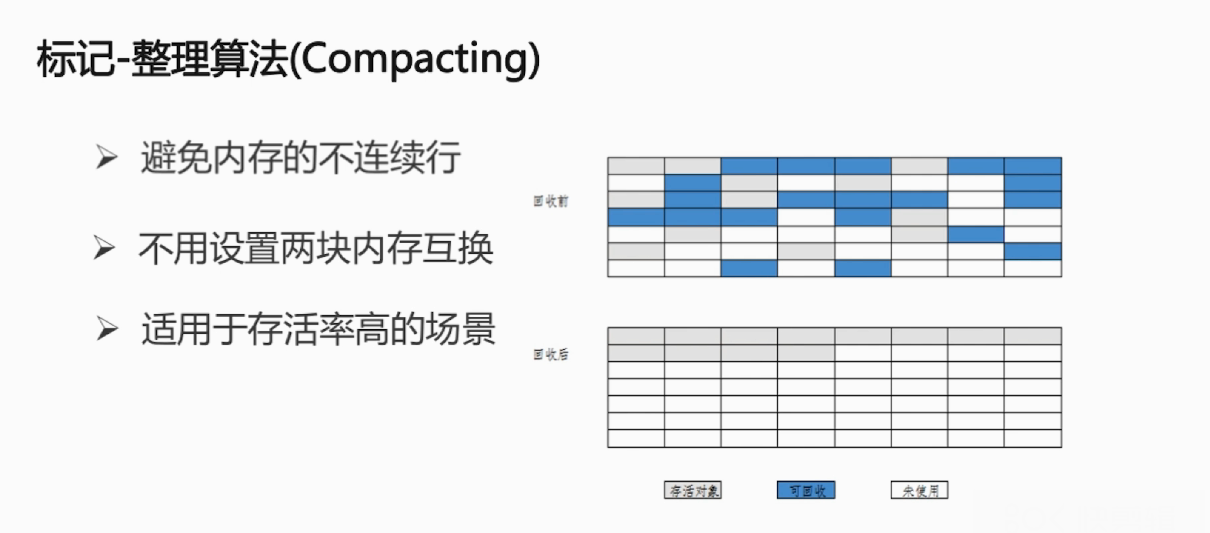 标记-整理算法(Compacting)
避免内存的不连续行
不用设置两块内存互换
适用于存活率高的场景
回收前
回收后
存活对象 可回收 未使用